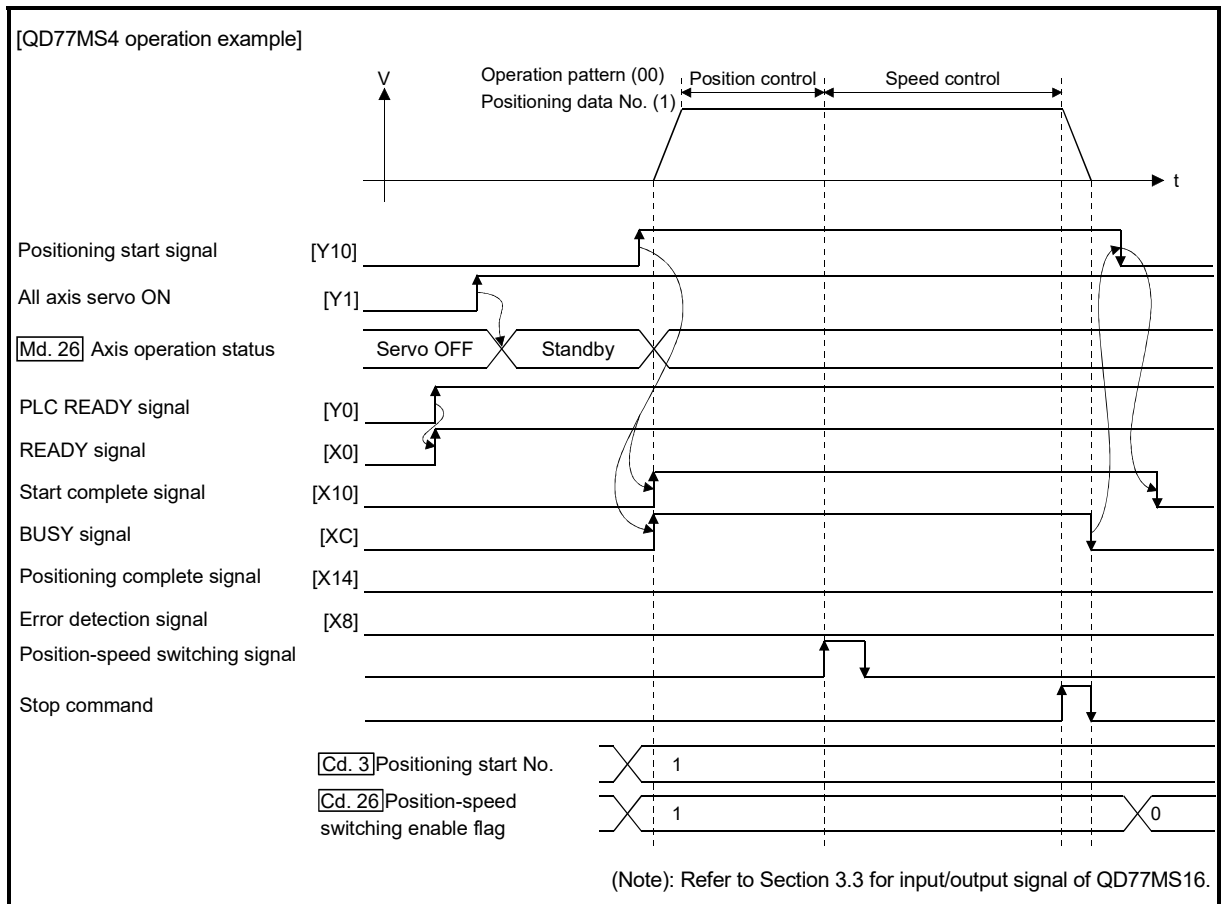 [QD77MS4 operation example]
V
Operation pattern (00)
Positioning data No. (1)
Position control
Speed control
t
Positioning start signal [Y10]
All axis servo ON [Y1]
Md. 26 Axis operation status
Servo OFF
Standby
PLC READY signal [Y0]
READY signal [X0]
Start complete signal [X10]
BUSY signal [XC]
Positioning complete signal [X14]
Error detection signal [X8]
Position-speed switching signal
Stop command
Cd. 3 Positioning start No.
1
Cd. 26 Position-speed
switching enable flag
1
0
(Note): Refer to Section 3.3 for input/output signal of QD77MS16.